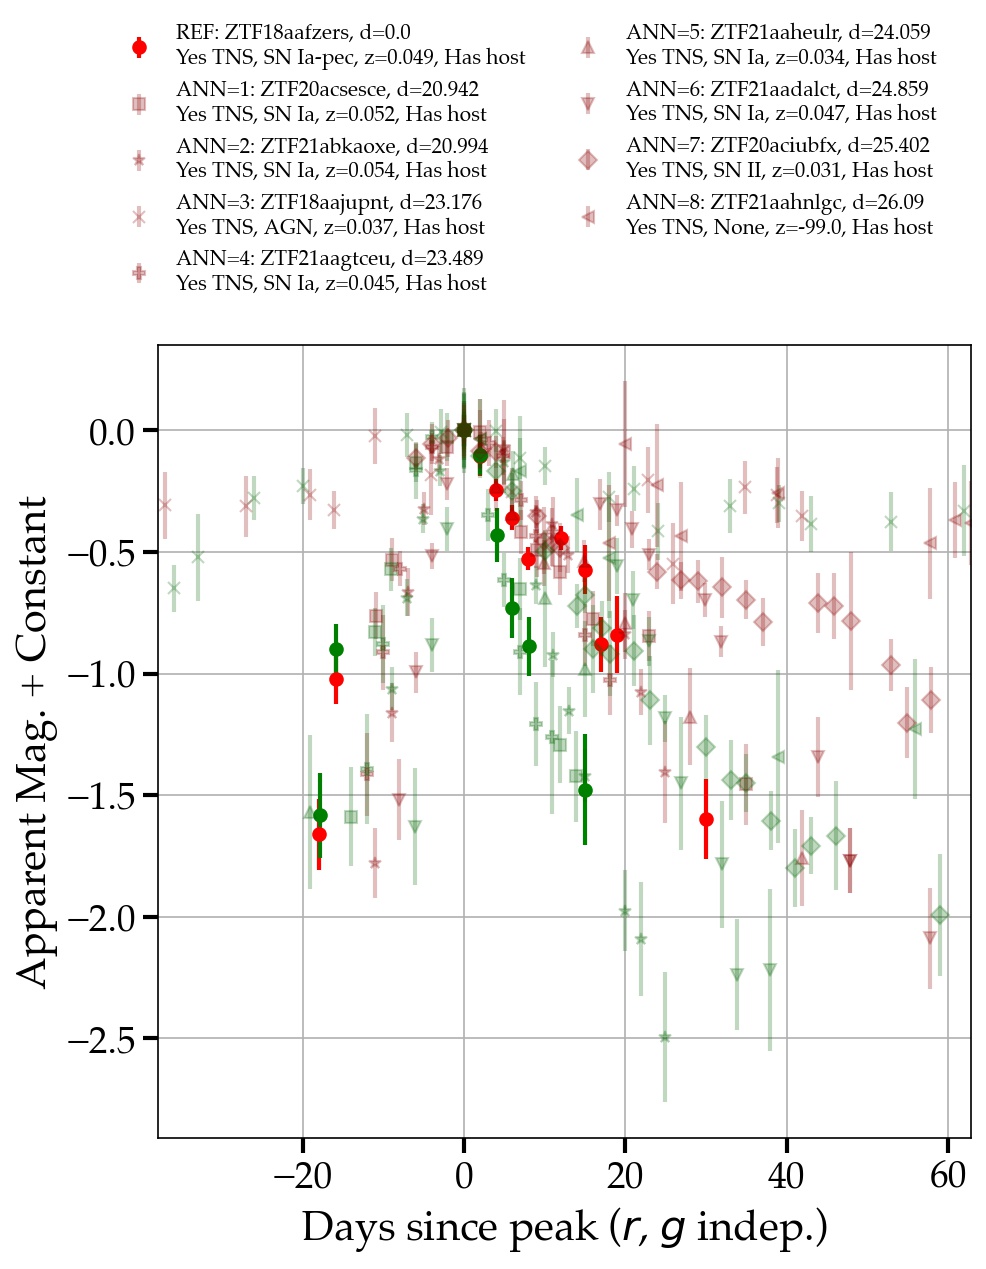 REF: ZTF18aafzers, d=0.0
Yes TNS, SN Ia-pec, z=0.049, Has host
ANN=1: ZTF20acsesce, d=20.942
Yes TNS, SN Ia, z=0.052, Has host
ANN=2: ZTF21abkaoxe, d=20.994
Yes TNS, SN Ia, z=0.054, Has host
ANN=3: ZTF18aajupnt, d=23.176
Yes TNS, AGN, z=0.037, Has host
ANN=4: ZTF21aagtceu, d=23.489
Yes TNS, SN Ia, z=0.045, Has host
ANN=5: ZTF21aaheulr, d=24.059
Yes TNS, SN Ia, z=0.034, Has host
ANN=6: ZTF21aadalct, d=24.859
Yes TNS, SN Ia, z=0.047, Has host
ANN=7: ZTF20aciubfx, d=25.402
Yes TNS, SN II, z=0.031, Has host
ANN=8: ZTF21aahnlgc, d=26.09
Yes TNS, None, z=-99.0, Has host
Apparent Mag. + Constant
0.0
−0.5
−1.0
−1.5
−2.0
−2.5
−20 0 20 40 60
Days since peak (r, g indep.)